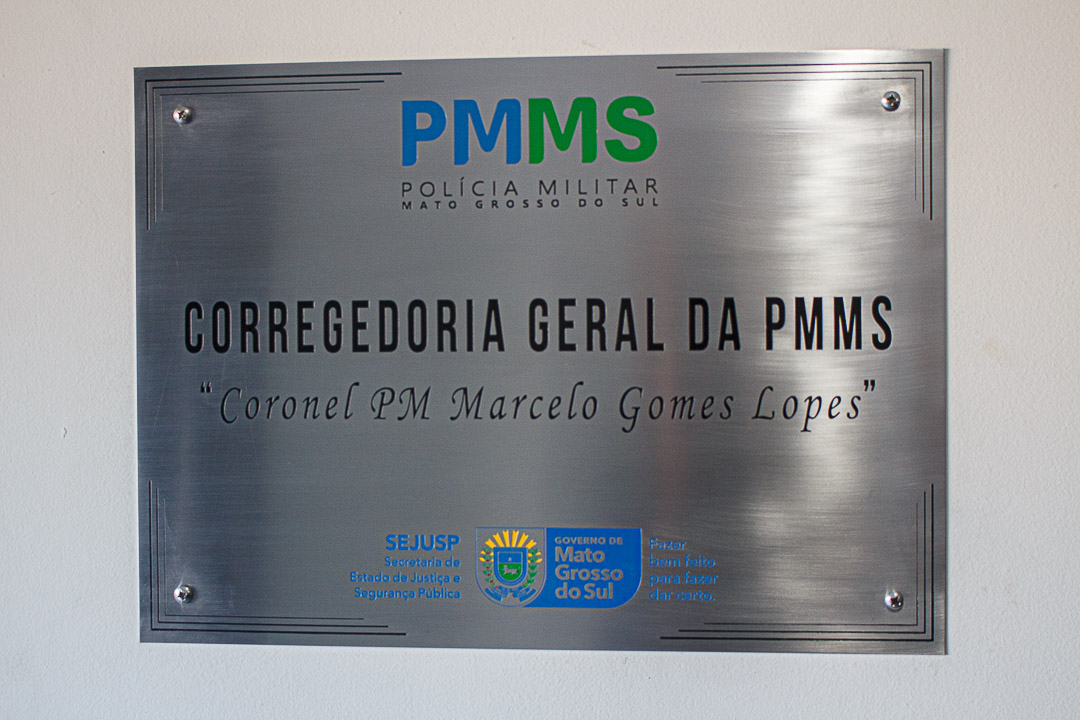 PMMS
POLÍCIA MILITAR
MATO GROSSO DO SUL
CORREGEDORIA GERAL DA PMMS
“Coronel PM Marcelo Gomes Lopes”
SEJUSP
Secretaria de
Estado de Justiça e
Segurança Pública
GOVERNO DE
Mato
Grosso
do Sul
Fazer
bem feito
para fazer
dar certo.